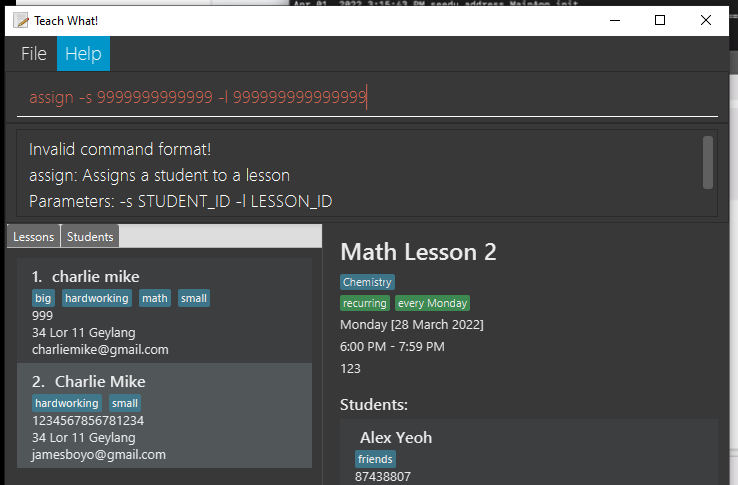 Apr 01, 2022 3:15:43 PM seedu.address.MainApp init
Teach What!
File Help
assign -s 9999999999999 -l 999999999999999
Invalid command format!
assign: Assigns a student to a lesson
Parameters: -s STUDENT_ID -l LESSON_ID
Lessons Students
1. charlie mike
big hardworking math small
999
34 Lor 11 Geylang
charliemike@gmail.com
2. Charlie Mike
hardworking small
1234567856781234
34 Lor 11 Geylang
jamesboyo@gmail.com
Math Lesson 2
Chemistry
recurring every Monday
Monday [28 March 2022]
6:00 PM - 7:59 PM
123
Students:
Alex Yeoh
friends
87438807